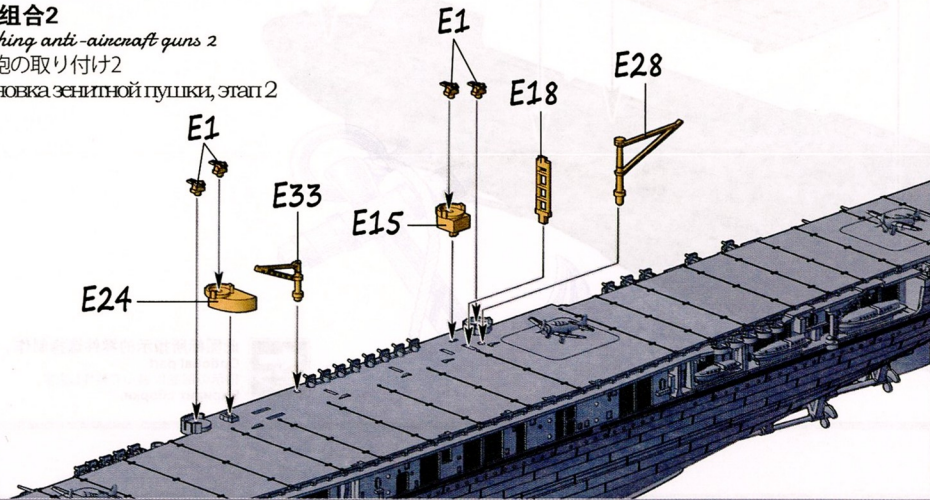 组合2
hing anti-aircraft guns 2
の取り付け2
новка зенитной пушки, этап 2
E1
E18
E28
E1
E33
E15
E24